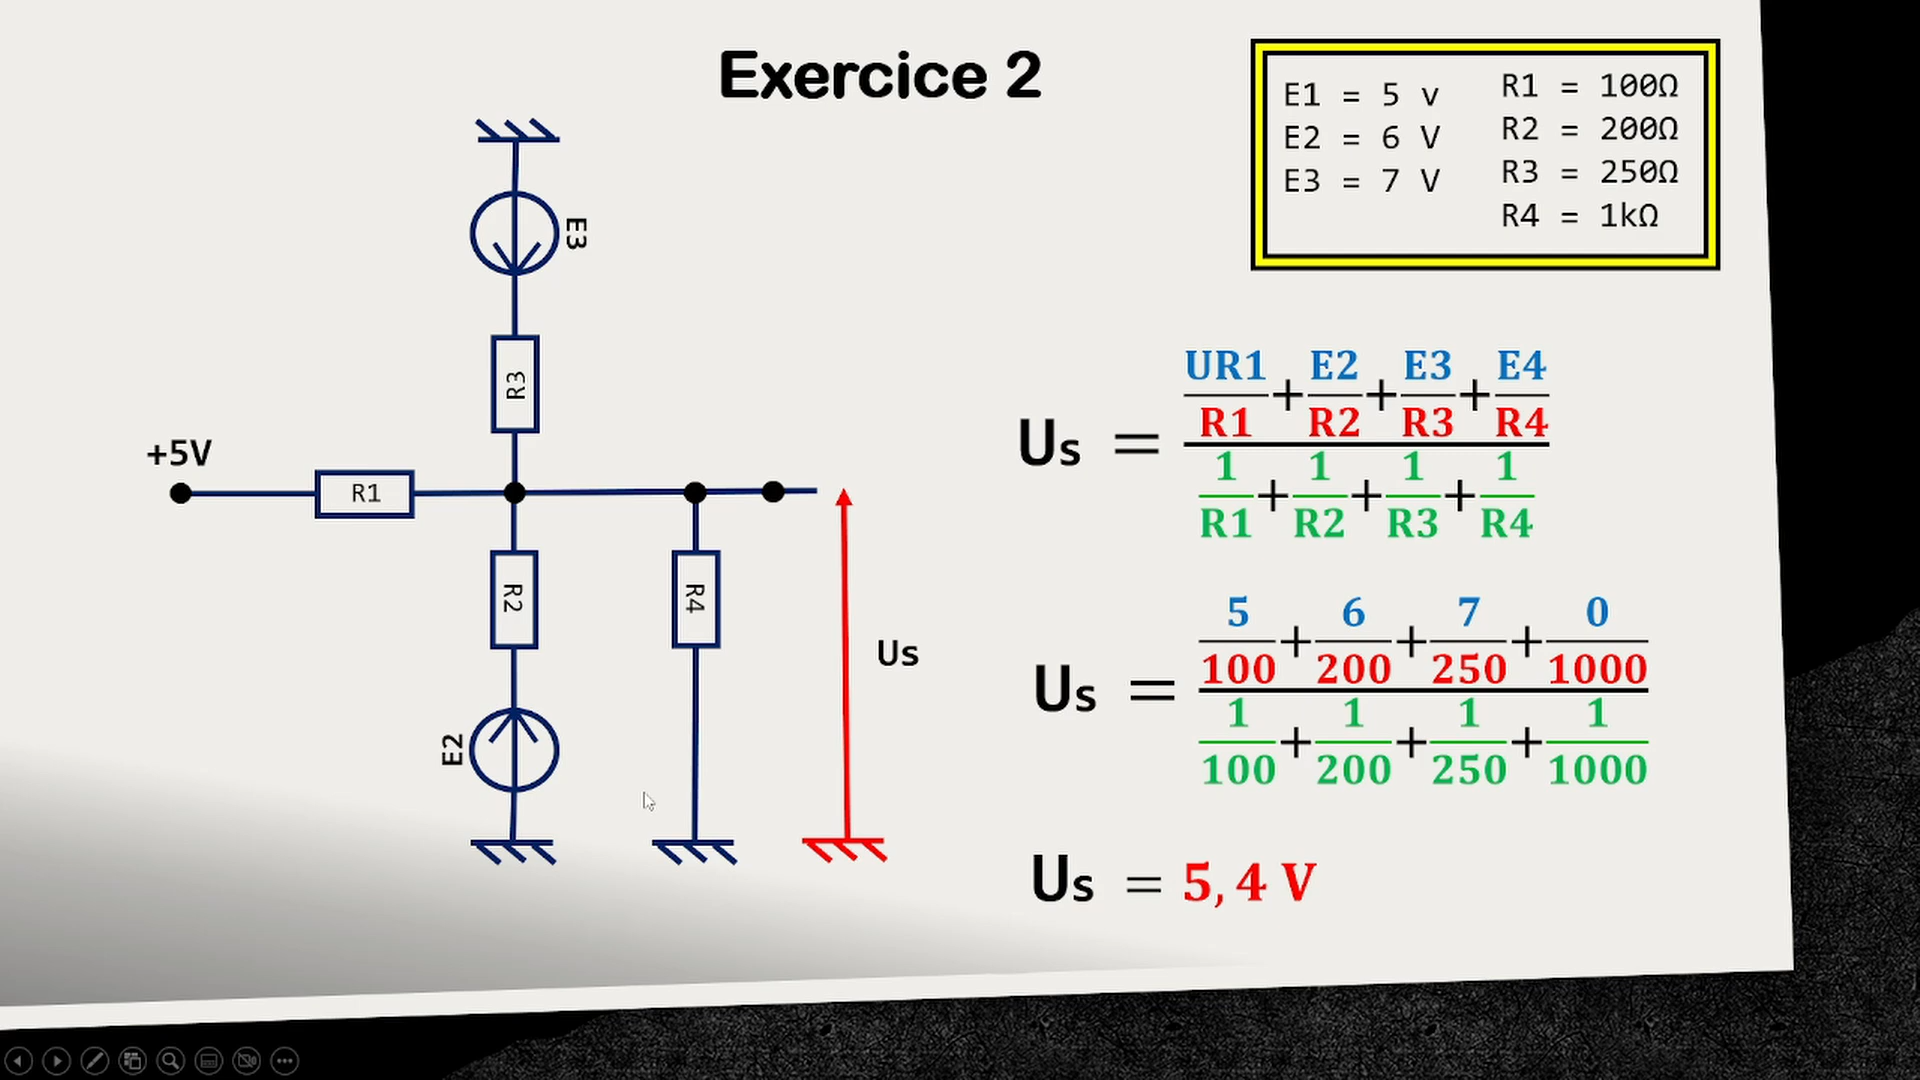 Exercice 2
E1 = 5 v
E2 = 6 V
E3 = 7 V
R1 = 100Ω
R2 = 200Ω
R3 = 250Ω
R4 = 1kΩ
E3
R3
+5V
R1
R2
R4
Us
E2
Us = (UR1/R1 + E2/R2 + E3/R3 + E4/R4) / (1/R1 + 1/R2 + 1/R3 + 1/R4)
Us = (5/100 + 6/200 + 7/250 + 0/1000) / (1/100 + 1/200 + 1/250 + 1/1000)
Us = 5,4 V